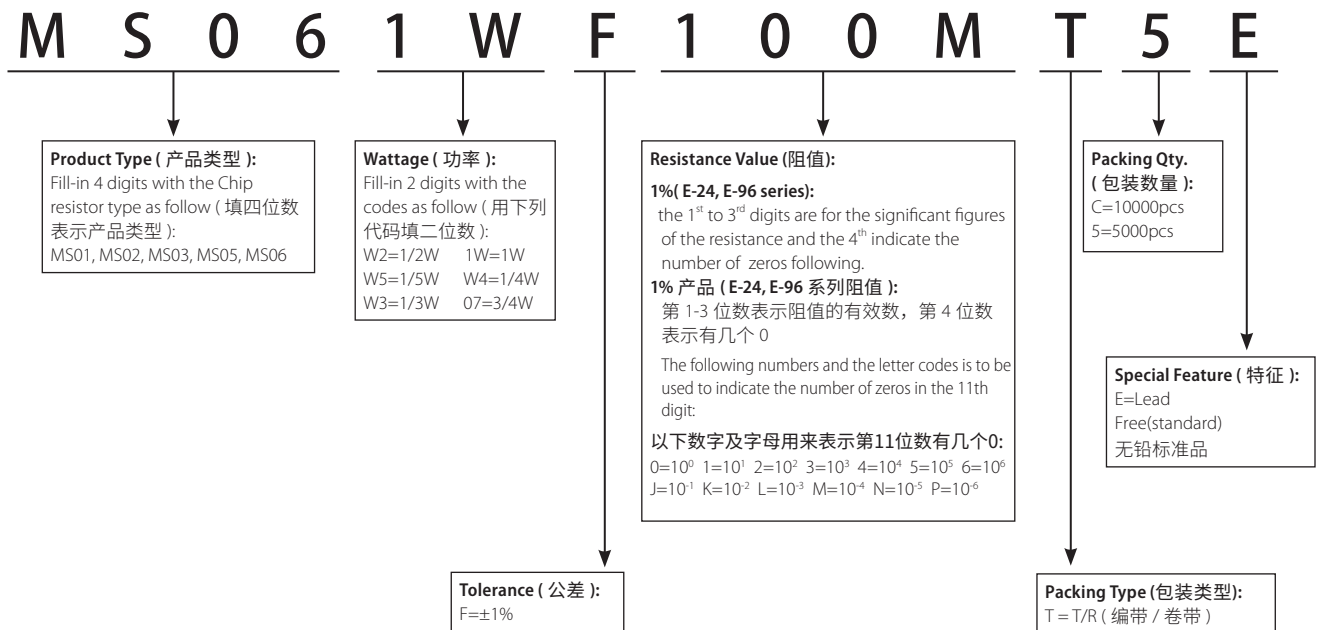 M S 0 6 1 W F 1 0 0 M T 5 E
Product Type ( 产品类型 ):
Fill-in 4 digits with the Chip
resistor type as follow ( 填四位数
表示产品类型 ):
MS01, MS02, MS03, MS05, MS06
Wattage ( 功率 ):
Fill-in 2 digits with the
codes as follow ( 用下列
代码填二位数 ):
W2=1/2W 1W=1W
W5=1/5W W4=1/4W
W3=1/3W 07=3/4W
Resistance Value (阻值):
1%( E-24, E-96 series):
the 1st to 3rd digits are for the significant figures
of the resistance and the 4th indicate the
number of zeros following.
1% 产品 ( E-24, E-96 系列阻值 ):
第 1-3 位数表示阻值的有效数，第 4 位数
表示有几个 0
The following numbers and the letter codes is to be
used to indicate the number of zeros in the 11th
digit:
以下数字及字母用来表示第11位数有几个0:
0=10⁰ 1=10¹ 2=10² 3=10³ 4=10⁴ 5=10⁵ 6=10⁶
J=10⁻¹ K=10⁻² L=10⁻³ M=10⁻⁴ N=10⁻⁵ P=10⁻⁶
Packing Qty.
( 包装数量 ):
C=10000pcs
5=5000pcs
Special Feature ( 特征 ):
E=Lead
Free(standard)
无铅标准品
Tolerance ( 公差 ):
F=±1%
Packing Type (包装类型):
T = T/R ( 编带 / 卷带 )